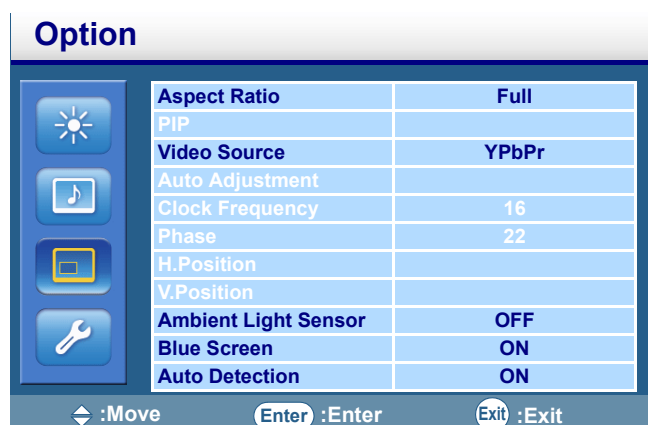 Option
Aspect Ratio Full
PIP
Video Source YPbPr
Auto Adjustment
Clock Frequency 16
Phase 22
H.Position
V.Position
Ambient Light Sensor OFF
Blue Screen ON
Auto Detection ON
:Move Enter :Enter Exit :Exit